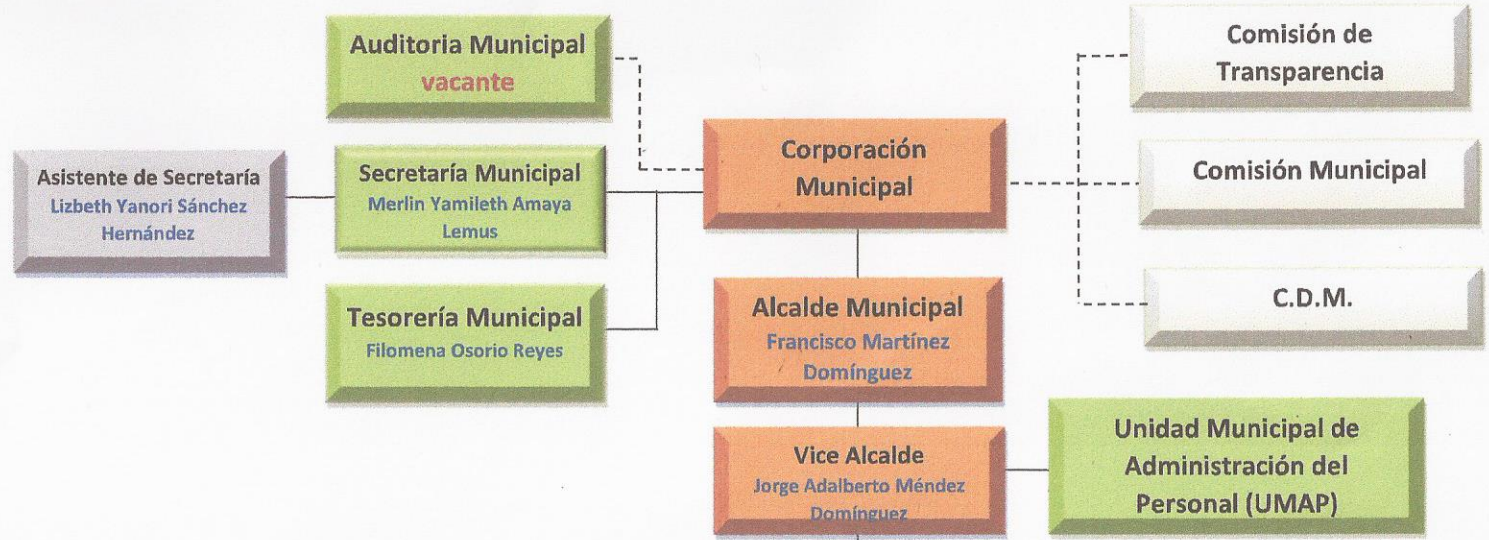 Auditoria Municipal
vacante
Comisión de
Transparencia
Corporación
Municipal
Asistente de Secretaría
Lizbeth Yanori Sánchez
Hernández
Secretaría Municipal
Merlin Yamileth Amaya
Lemus
Comisión Municipal
Tesorería Municipal
Filomena Osorio Reyes
Alcalde Municipal
Francisco Martínez
Domínguez
C.D.M.
Vice Alcalde
Jorge Adalberto Méndez
Domínguez
Unidad Municipal de
Administración del
Personal (UMAP)